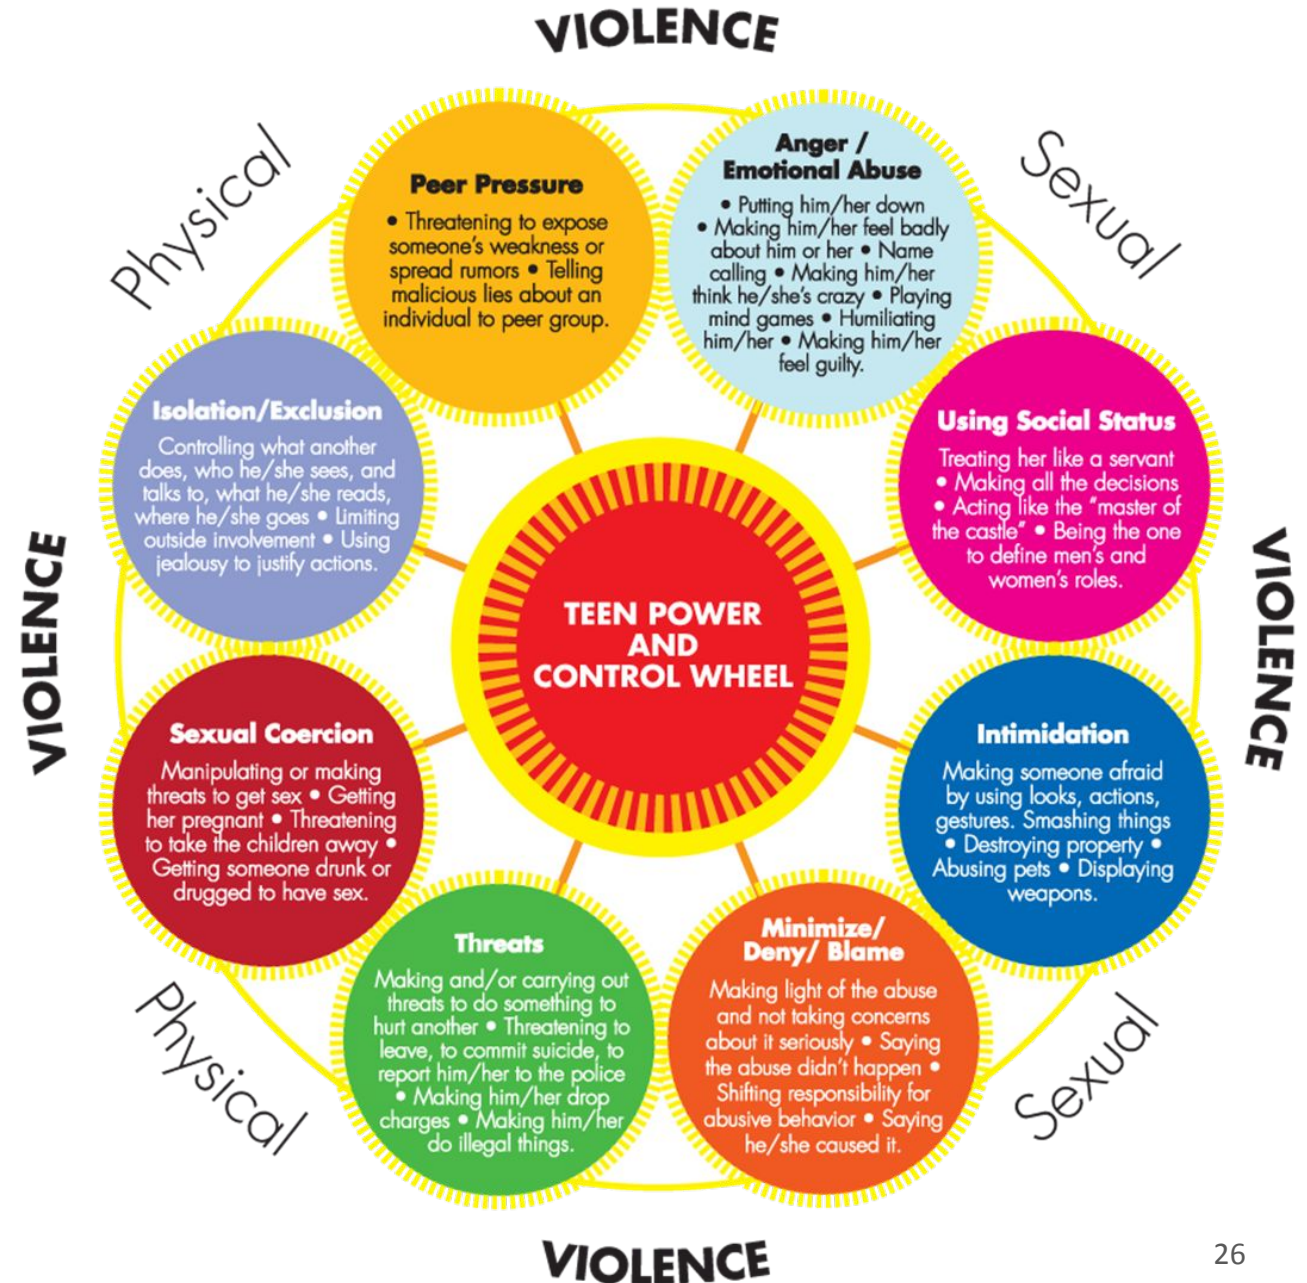 VIOLENCE
Physical
Sexual
Peer Pressure
• Threatening to expose
someone's weakness or
spread rumors • Telling
malicious lies about an
individual to peer group.
Anger /
Emotional Abuse
• Putting him/her down
• Making him/her feel badly
about him or her • Name
calling • Making him/her
think he/she's crazy • Playing
mind games • Humiliating
him/her • Making him/her
feel guilty.
Isolation/Exclusion
Controlling what another
does, who he/she sees, and
talks to, what he/she reads,
where he/she goes • Limiting
outside involvement • Using
jealousy to justify actions.
Using Social Status
Treating her like a servant
• Making all the decisions
• Acting like the "master of
the castle" • Being the one
to define men's and
women's roles.
VIOLENCE
TEEN POWER
AND
CONTROL WHEEL
VIOLENCE
Sexual Coercion
Manipulating or making
threats to get sex • Getting
her pregnant • Threatening
to take the children away •
Getting someone drunk or
drugged to have sex.
Intimidation
Making someone afraid
by using looks, actions,
gestures. Smashing things
• Destroying property •
Abusing pets • Displaying
weapons.
Threats
Making and/or carrying out
threats to do something to
hurt another • Threatening to
leave, to commit suicide, to
report him/her to the police
• Making him/her drop
charges • Making him/her
do illegal things.
Minimize/
Deny/ Blame
Making light of the abuse
and not taking concerns
about it seriously • Saying
the abuse didn't happen •
Shifting responsibility for
abusive behavior • Saying
he/she caused it.
Physical
Sexual
VIOLENCE
26